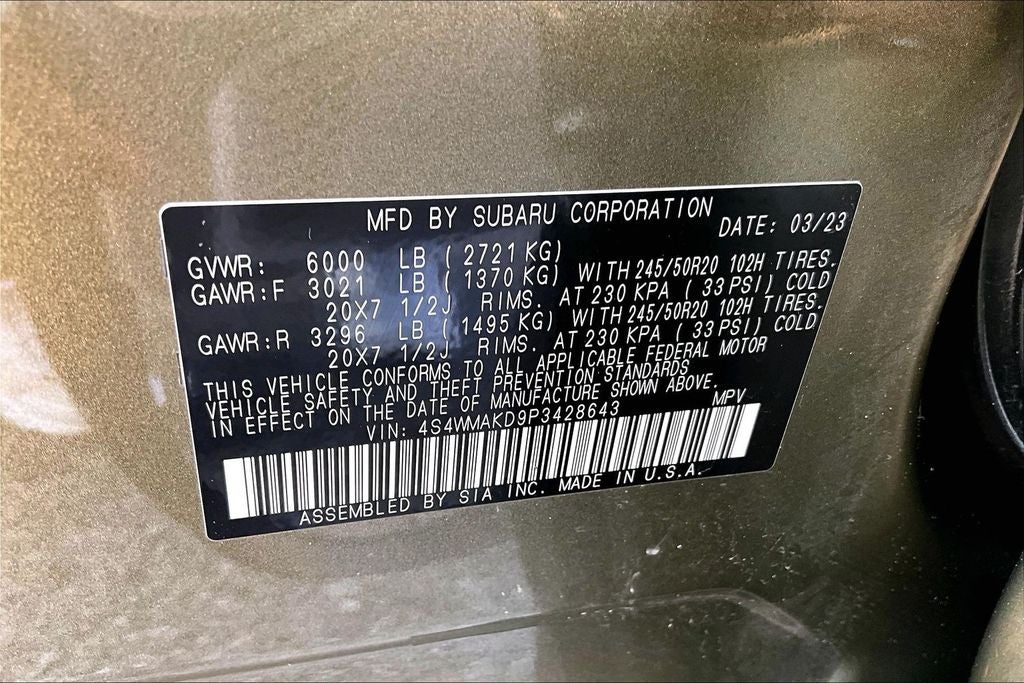 MFD BY SUBARU CORPORATION DATE: 03/23
GVWR: 6000 LB ( 2721 KG)
GAWR:F 3021 LB ( 1370 KG) WITH 245/50R20 102H TIRES.
20X7 1/2J RIMS. AT 230 KPA ( 33 PSI) COLD
GAWR:R 3296 LB ( 1495 KG) WITH 245/50R20 102H TIRES.
20X7 1/2J RIMS. AT 230 KPA ( 33 PSI) COLD
THIS VEHICLE CONFORMS TO ALL APPLICABLE FEDERAL MOTOR
VEHICLE SAFETY AND THEFT PREVENTION STANDARDS
IN EFFECT ON THE DATE OF MANUFACTURE SHOWN ABOVE.
VIN: 4S4WMAKD9P3428643 MPV
ASSEMBLED BY SIA INC. MADE IN U.S.A.